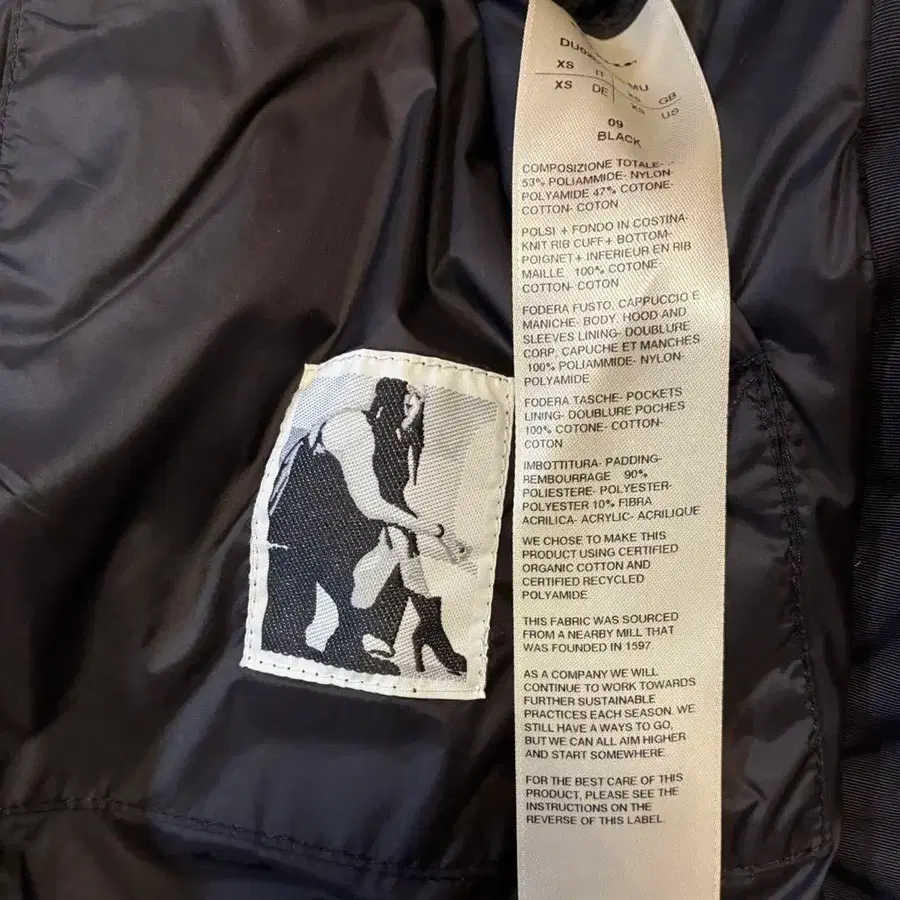 XS IT MU
XS DE XS GB
XS US
09
BLACK
COMPOSIZIONE TOTALE-
53% POLIAMMIDE- NYLON-
POLYAMIDE 47% COTONE-
COTTON- COTON
POLSI + FONDO IN COSTINA-
KNIT RIB CUFF+ BOTTOM-
POIGNET+ INFERIEUR EN RIB
MAILLE 100% COTONE-
COTTON- COTON
FODERA FUSTO, CAPPUCCIO E
MANICHE- BODY, HOOD AND
SLEEVES LINING- DOUBLURE
CORP, CAPUCHE ET MANCHES
100% POLIAMMIDE- NYLON-
POLYAMIDE
FODERA TASCHE- POCKETS
LINING- DOUBLURE POCHES
100% COTONE- COTTON-
COTON
IMBOTTITURA- PADDING-
REMBOURRAGE 90%
POLIESTERE- POLYESTER-
POLYESTER 10% FIBRA
ACRILICA- ACRYLIC- ACRILIQUE
WE CHOSE TO MAKE THIS
PRODUCT USING CERTIFIED
ORGANIC COTTON AND
CERTIFIED RECYCLED
POLYAMIDE
THIS FABRIC WAS SOURCED
FROM A NEARBY MILL THAT
WAS FOUNDED IN 1597
AS A COMPANY WE WILL
CONTINUE TO WORK TOWARDS
FURTHER SUSTAINABLE
PRACTICES EACH SEASON. WE
STILL HAVE A WAYS TO GO,
BUT WE CAN ALL AIM HIGHER
AND START SOMEWHERE.
FOR THE BEST CARE OF THIS
PRODUCT, PLEASE SEE THE
INSTRUCTIONS ON THE
REVERSE OF THIS LABEL.